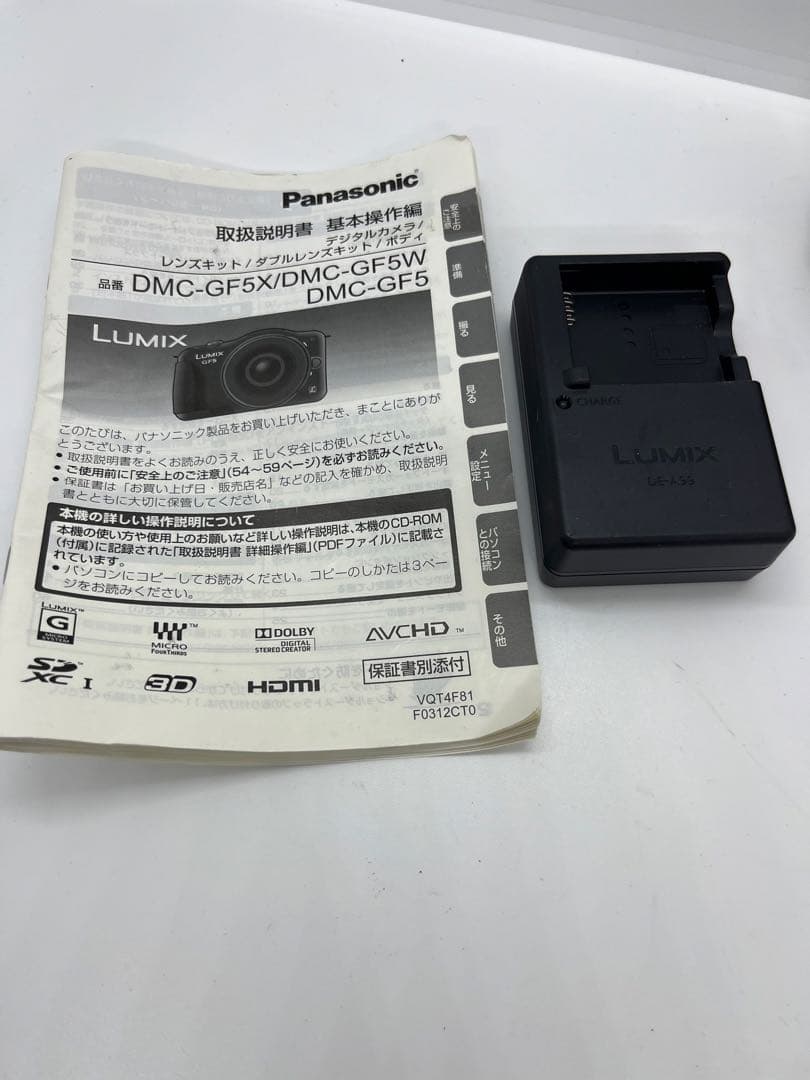 Panasonic
取扱説明書 基本操作編
デジタルカメラ/
レンズキット/ダブルレンズキット/ボディ
品番 DMC-GF5X/DMC-GF5W
DMC-GF5
LUMIX
LUMIX
GF5
このたびは、パナソニック製品をお買い上げいただき、まことにありが
とうございます。
● 取扱説明書をよくお読みのうえ、正しく安全にお使いください。
● ご使用前に「安全上のご注意」(54～59ページ)を必ずお読みください。
● 保証書は「お買い上げ日・販売店名」などの記入を確かめ、取扱説明
書とともに大切に保管してください。
本機の詳しい操作説明について
本機の使い方や使用上のお願いなど詳しい操作説明は、本機のCD-ROM
(付属)に記録された「取扱説明書 詳細操作編」(PDFファイル)に記載さ
れています。
● パソコンにコピーしてお読みください。コピーのしかたは3ペー
ジをお読みください。
LUMIX™
G
MICRO SYSTEM
MICRO
FOURTHIRDS
DOLBY
DIGITAL
STEREO CREATOR
AVCHD™
SD
XC I
3D
HDMI
保証書別添付
VQT4F81
F0312CT0
安全上の
ご注意
準備
撮る
見る
メニュー
設定
パソコン
との接続
その他
CHARGE
LUMIX